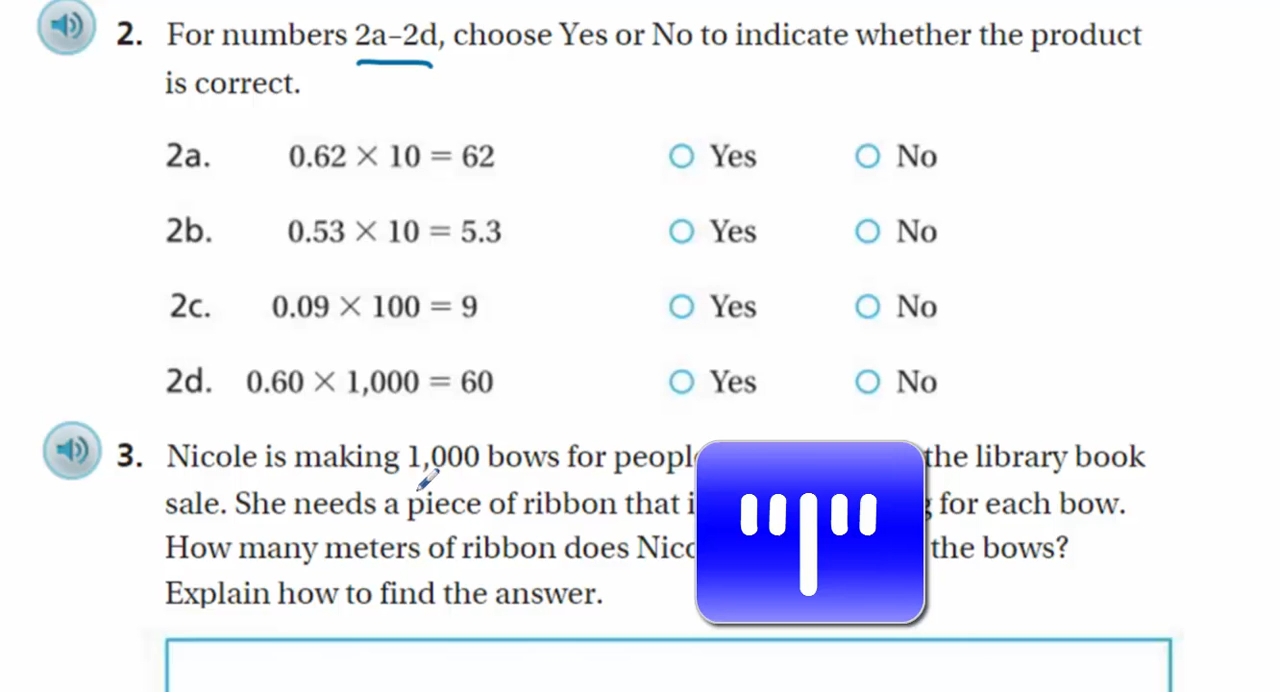 2. For numbers 2a–2d, choose Yes or No to indicate whether the product
is correct.
2a. 0.62 × 10 = 62 Yes No
2b. 0.53 × 10 = 5.3 Yes No
2c. 0.09 × 100 = 9 Yes No
2d. 0.60 × 1,000 = 60 Yes No
3. Nicole is making 1,000 bows for the library book
sale. She needs a piece of ribbon that for each bow.
How many meters of ribbon does the bows?
Explain how to find the answer.